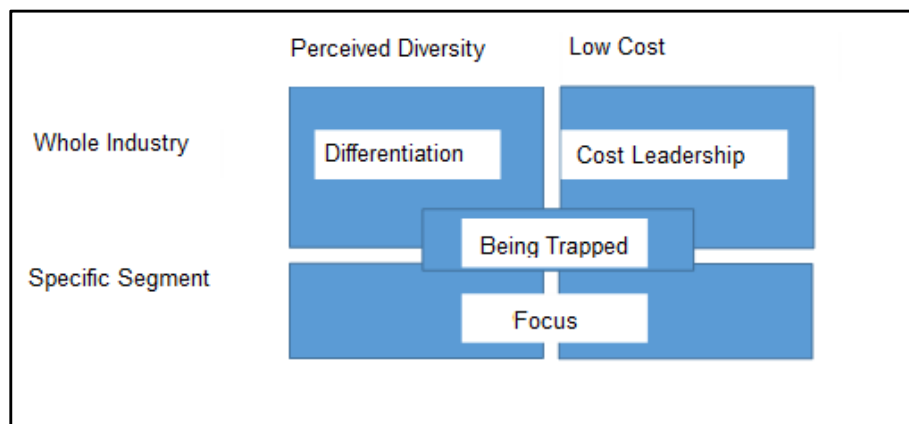 Perceived Diversity
Low Cost
Whole Industry
Differentiation
Cost Leadership
Being Trapped
Specific Segment
Focus